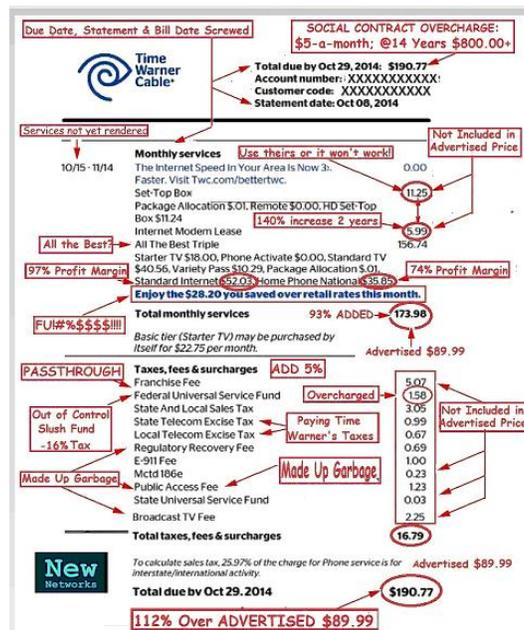 Due Date, Statement & Bill Date Screwed
SOCIAL CONTRACT OVERCHARGE:
$5-a-month; @14 Years $800.00+
Time
Warner
Cable
Total due by Oct 29, 2014: $190.77
Account number: XXXXXXXXXXXX
Customer code: XXXXXXXXXXX
Statement date: Oct 08, 2014
Services not yet rendered
Not Included in
Advertised Price
Monthly services
Use theirs or it won't work!
10/15 - 11/14
The Internet Speed In Your Area Is Now 3x 0.00
Faster. Visit Twc.com/bettertwc.
Set-Top Box 11.25
Package Allocation $.01, Remote $0.00, HD Set-Top
Box $11.24
140% increase 2 years
Internet Modem Lease 5.99
All the Best?
All The Best Triple 156.74
Starter TV $18.00, Phone Activate $0.00, Standard TV
$40.56, Variety Pass $10.29, Package Allocation $.01,
97% Profit Margin
Standard Internet $52.03, Home Phone National $35.85
74% Profit Margin
Enjoy the $28.20 you saved over retail rates this month.
FU!#%$$$$!!!!
Total monthly services 93% ADDED 173.98
Basic tier (Starter TV) may be purchased by
itself for $22.75 per month.
Advertised $89.99
PASSTHROUGH
Taxes, fees & surcharges ADD 5%
Franchise Fee 5.07
Federal Universal Service Fund Overcharged 1.58
State And Local Sales Tax 3.05
Out of Control
Slush Fund
-16% Tax
State Telecom Excise Tax 0.99
Local Telecom Excise Tax 0.67
Paying Time
Warner's Taxes
Not Included in
Advertised Price
Regulatory Recovery Fee 0.69
E-911 Fee 1.00
Mctd 186e 0.23
Made Up Garbage
Public Access Fee 1.23
Made Up Garbage
State Universal Service Fund 0.03
Broadcast TV Fee 2.25
Total taxes, fees & surcharges 16.79
New
Networks
To calculate sales tax, 25.97% of the charge for Phone service is for
interstate/international activity.
Advertised $89.99
Total due by Oct 29. 2014 $190.77
112% Over ADVERTISED $89.99